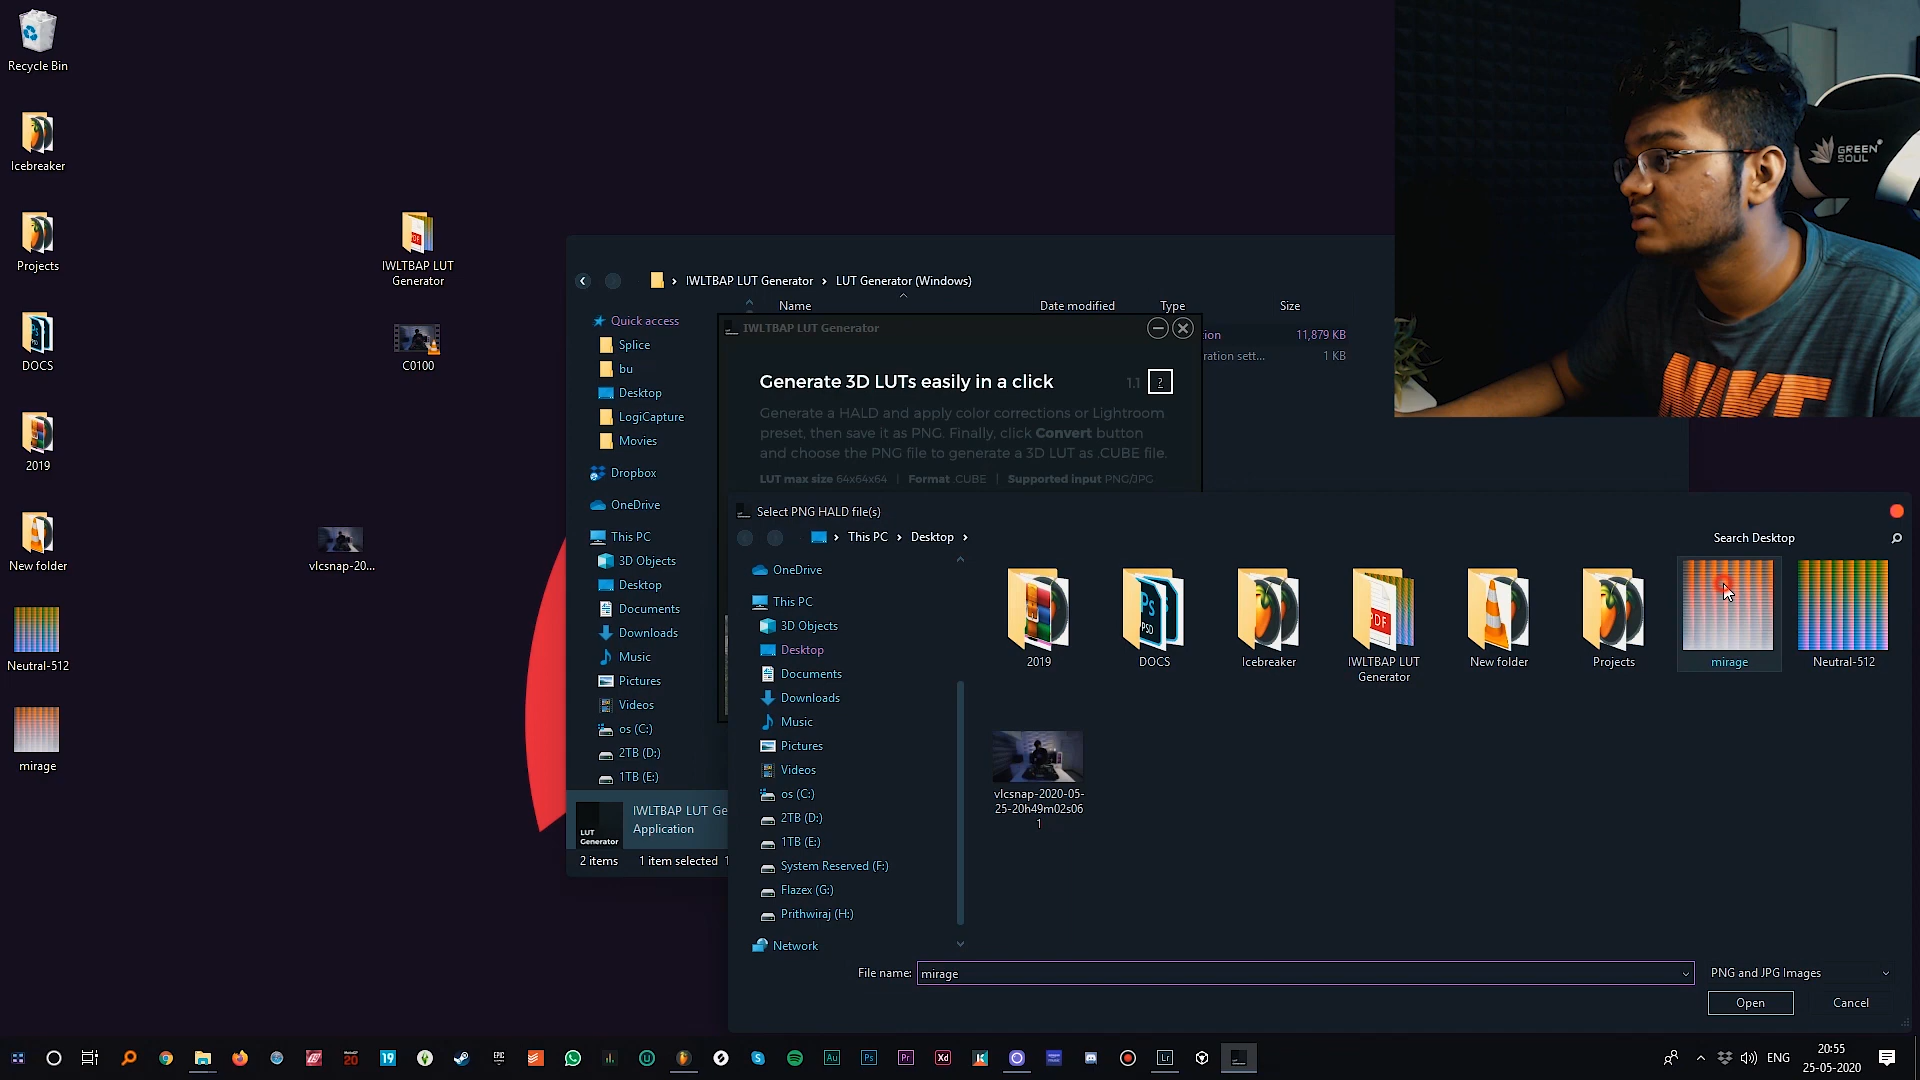 Recycle Bin
Icebreaker
Projects
DOCS
2019
New folder
Neutral-512
mirage
IWLTBAP LUT
Generator
C0100
vlcsnap-20...
IWLTBAP LUT Generator
LUT Generator (Windows)
Name
Date modified
Type
Size
11,879 KB
1 KB
Quick access
Splice
bu
Desktop
LogiCapture
Movies
Dropbox
OneDrive
This PC
3D Objects
Desktop
Documents
Downloads
Music
Pictures
Videos
os (C:)
2TB (D:)
1TB (E:)
LUT
Generator
IWLTBAP LUT Ge
Application
2 items
1 item selected
IWLTBAP LUT Generator
Generate 3D LUTs easily in a click
1.1
?
Generate a HALD and apply color corrections or Lightroom
preset, then save it as PNG. Finally, click Convert button
and choose the PNG file to generate a 3D LUT as .CUBE file.
LUT max size 64x64x64 | Format .CUBE | Supported input PNG/JPG
Select PNG HALD file(s)
This PC
Desktop
Search Desktop
OneDrive
This PC
3D Objects
Desktop
Documents
Downloads
Music
Pictures
Videos
os (C:)
2TB (D:)
1TB (E:)
System Reserved (F:)
Flazex (G:)
Prithwiraj (H:)
Network
2019
DOCS
Icebreaker
IWLTBAP LUT
Generator
New folder
Projects
mirage
Neutral-512
vlcsnap-2020-05-
25-20h49m02s06
1
File name:
mirage
PNG and JPG Images
Open
Cancel
GREEN
SOUL
NIKE
ENG
20:55
25-05-2020